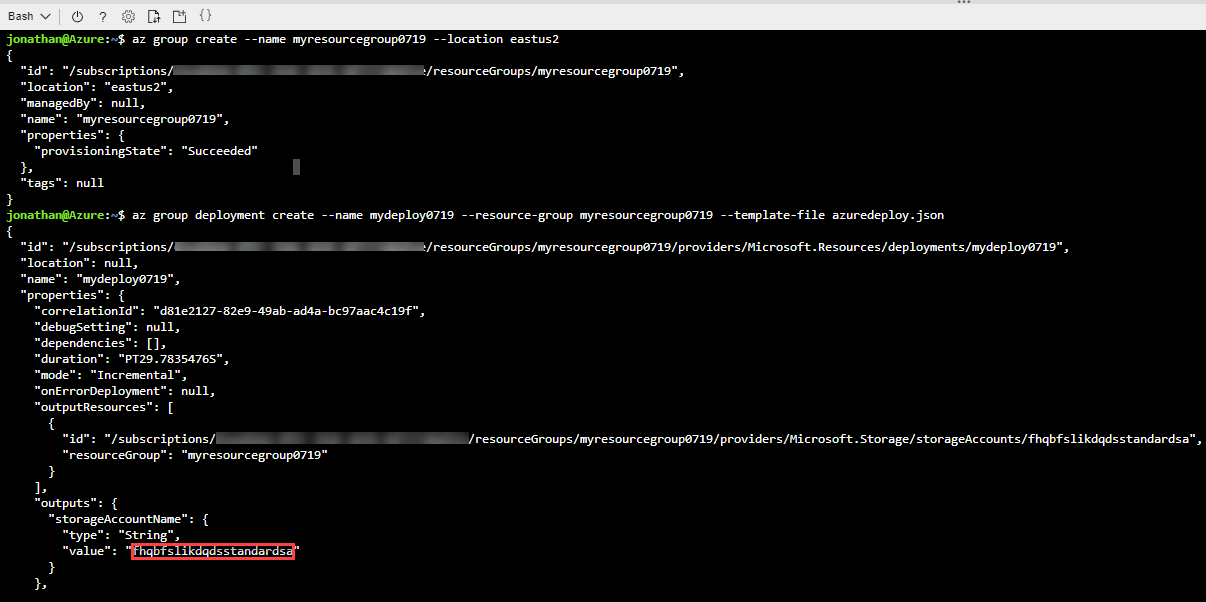 Bash
jonathan@Azure:~$ az group create --name myresourcegroup0719 --location eastus2
{
  "id": "/subscriptions/ /resourceGroups/myresourcegroup0719",
  "location": "eastus2",
  "managedBy": null,
  "name": "myresourcegroup0719",
  "properties": {
    "provisioningState": "Succeeded"
  },
  "tags": null
}
jonathan@Azure:~$ az group deployment create --name mydeploy0719 --resource-group myresourcegroup0719 --template-file azuredeploy.json
{
  "id": "/subscriptions/ /resourceGroups/myresourcegroup0719/providers/Microsoft.Resources/deployments/mydeploy0719",
  "location": null,
  "name": "mydeploy0719",
  "properties": {
    "correlationId": "d81e2127-82e9-49ab-ad4a-bc97aac4c19f",
    "debugSetting": null,
    "dependencies": [],
    "duration": "PT29.7835476S",
    "mode": "Incremental",
    "onErrorDeployment": null,
    "outputResources": [
      {
        "id": "/subscriptions/ /resourceGroups/myresourcegroup0719/providers/Microsoft.Storage/storageAccounts/fhqbfslikdqdsstandardsa",
        "resourceGroup": "myresourcegroup0719"
      }
    ],
    "outputs": {
      "storageAccountName": {
        "type": "String",
        "value": "fhqbfslikdqdsstandardsa"
      }
    },